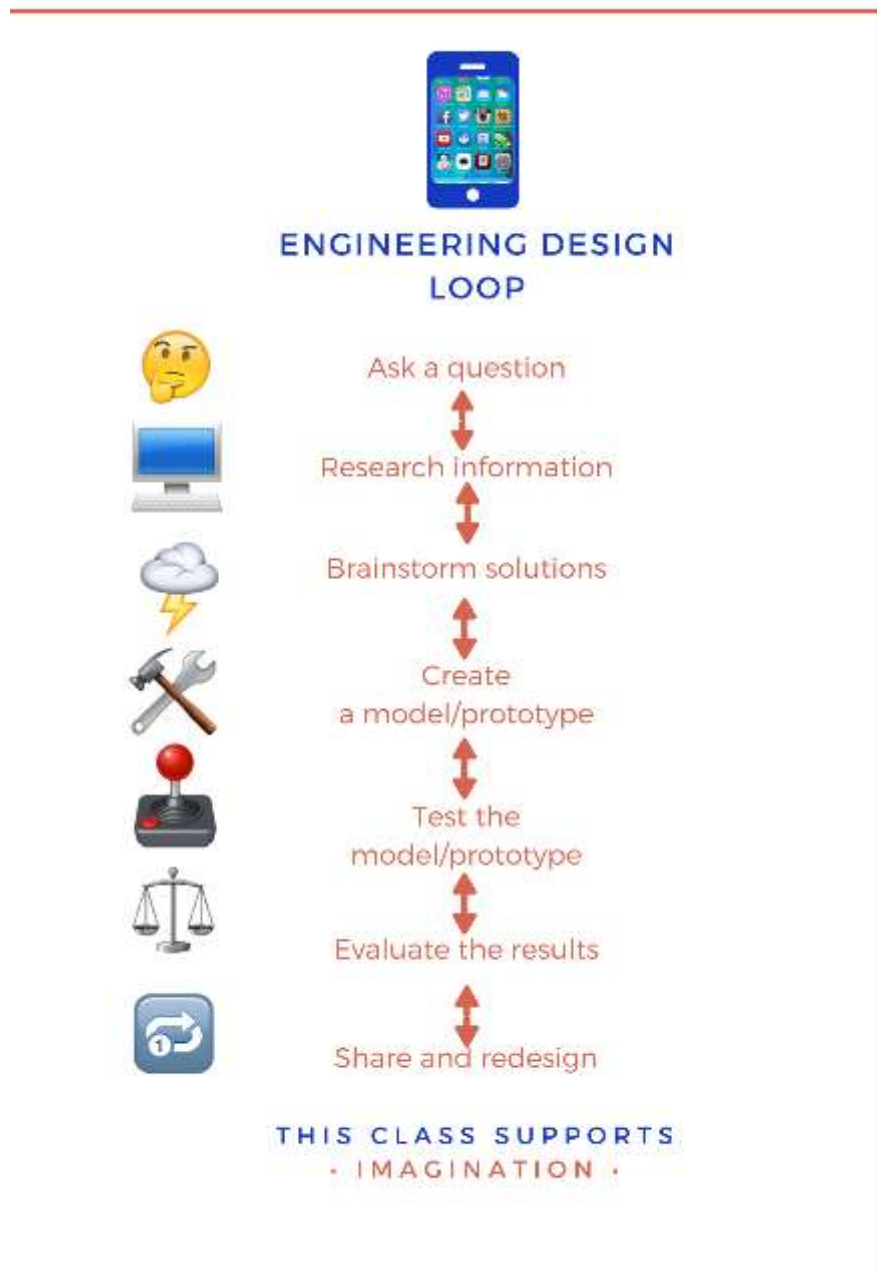 ENGINEERING DESIGN
LOOP
Ask a question
Research information
Brainstorm solutions
Create
a model/prototype
Test the
model/prototype
Evaluate the results
1
Share and redesign
THIS CLASS SUPPORTS
• IMAGINATION •